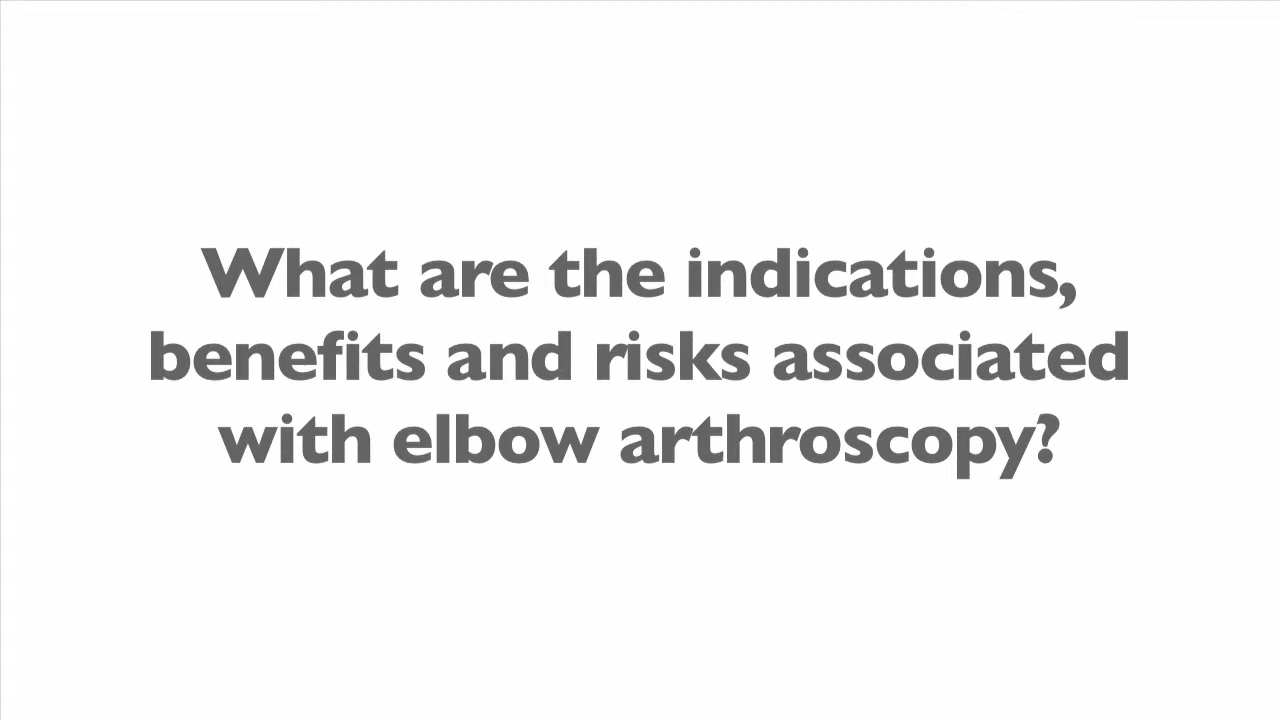 What are the indications,
benefits and risks associated
with elbow arthroscopy?